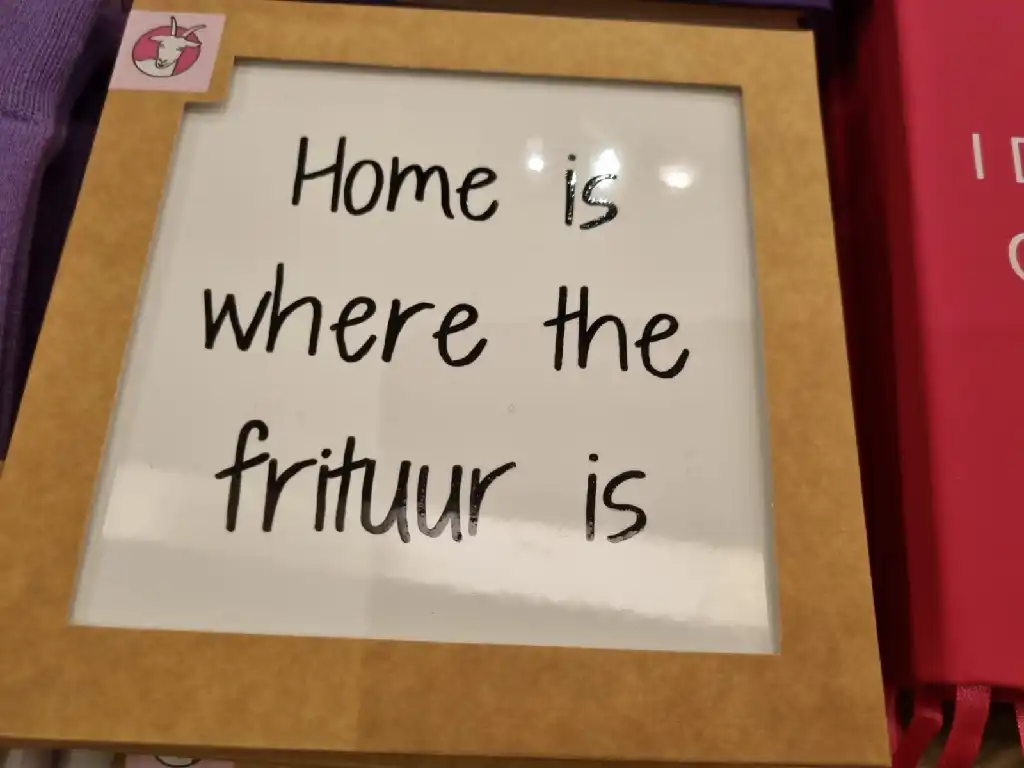 Home is
where the
frituur is
I